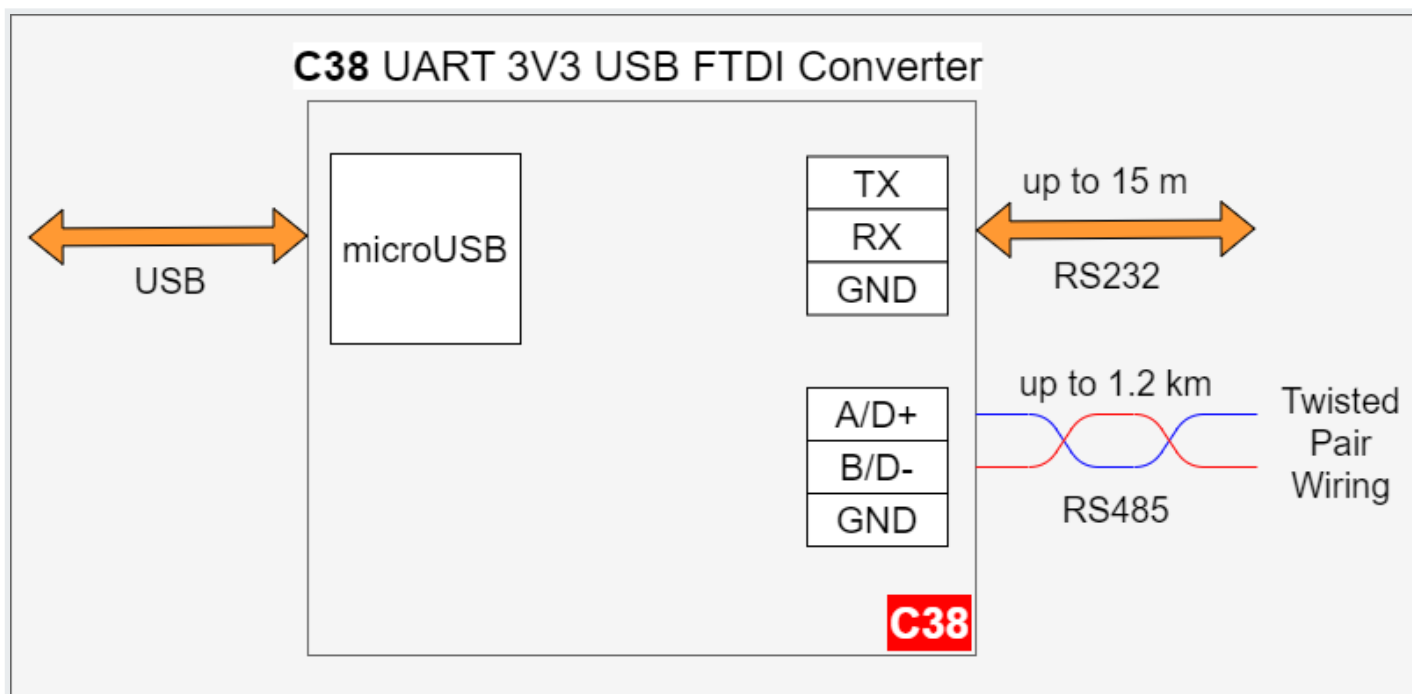 C38 UART 3V3 USB FTDI Converter
microUSB
USB
TX
RX
GND
up to 15 m
RS232
A/D+
B/D-
GND
up to 1.2 km
RS485
Twisted
Pair
Wiring
C38